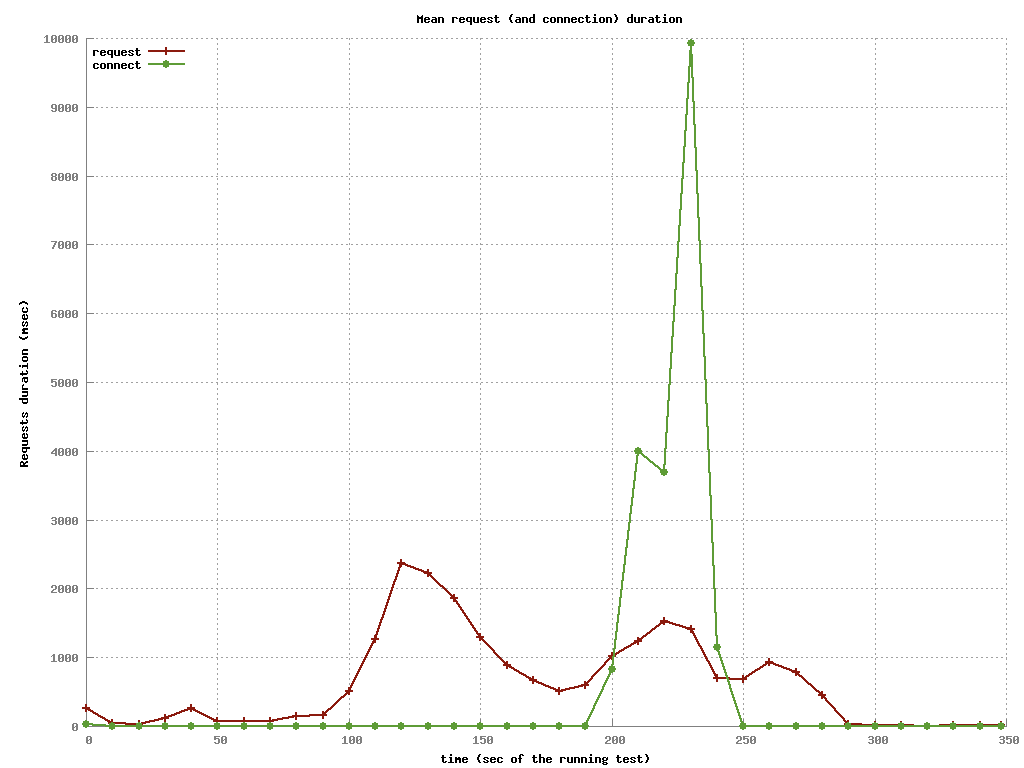 Mean request (and connection) duration
10000
request
connect
9000
8000
7000
6000
5000
4000
3000
2000
1000
0
Requests duration (msec)
0 50 100 150 200 250 300 350
time (sec of the running test)